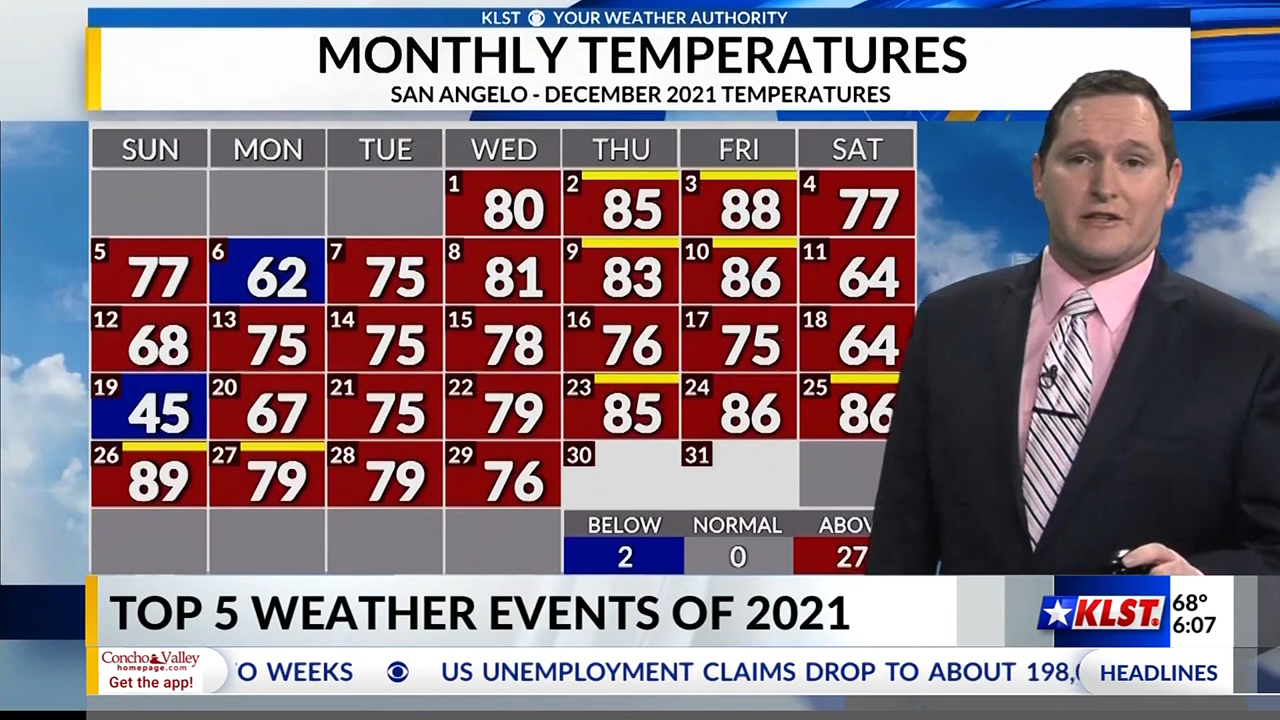 KLST YOUR WEATHER AUTHORITY
MONTHLY TEMPERATURES
SAN ANGELO - DECEMBER 2021 TEMPERATURES
SUN MON TUE WED THU FRI SAT
1 80 2 85 3 88 4 77
5 77 6 62 7 75 8 81 9 83 10 86 11 64
12 68 13 75 14 75 15 78 16 76 17 75 18 64
19 45 20 67 21 75 22 79 23 85 24 86 25 86
26 89 27 79 28 79 29 76 30 31
BELOW NORMAL ABOV
2 0 27
TOP 5 WEATHER EVENTS OF 2021
KLST
68°
6:07
Concho Valley
homepage.com
Get the app!
O WEEKS US UNEMPLOYMENT CLAIMS DROP TO ABOUT 198,
HEADLINES